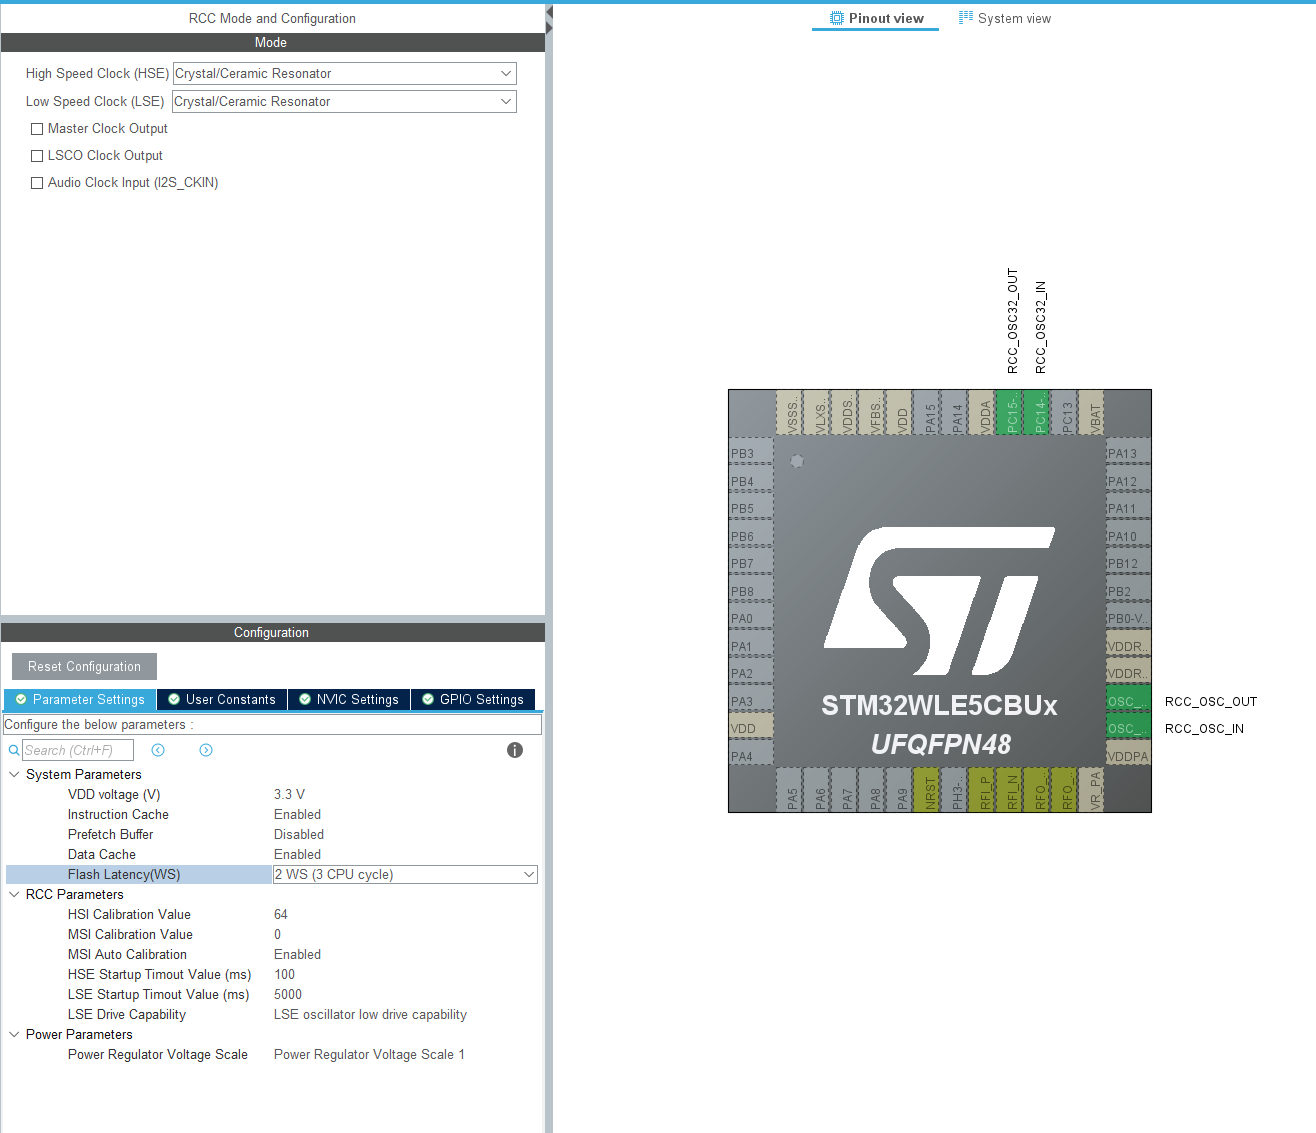 RCC Mode and Configuration
Mode
High Speed Clock (HSE) Crystal/Ceramic Resonator
Low Speed Clock (LSE) Crystal/Ceramic Resonator
Master Clock Output
LSCO Clock Output
Audio Clock Input (I2S_CKIN)
Configuration
Reset Configuration
Parameter Settings User Constants NVIC Settings GPIO Settings
Configure the below parameters :
Search (Ctrl+F)
System Parameters
VDD voltage (V) 3.3 V
Instruction Cache Enabled
Prefetch Buffer Disabled
Data Cache Enabled
Flash Latency(WS) 2 WS (3 CPU cycle)
RCC Parameters
HSI Calibration Value 64
MSI Calibration Value 0
MSI Auto Calibration Enabled
HSE Startup Timout Value (ms) 100
LSE Startup Timout Value (ms) 5000
LSE Drive Capability LSE oscillator low drive capability
Power Parameters
Power Regulator Voltage Scale Power Regulator Voltage Scale 1
Pinout view System view
RCC_OSC32_OUT
RCC_OSC32_IN
VSSS..
VLXS..
VDDS..
VFBS..
VDD
PA15
PA14
VDDA
PC15-..
PC14-..
PC13
VBAT
PB3
PB4
PB5
PB6
PB7
PB8
PA0
PA1
PA2
PA3
VDD
PA4
PA13
PA12
PA11
PA10
PB12
PB2
PB0-V..
VDDR..
VDDR..
OSC_.. RCC_OSC_OUT
OSC_.. RCC_OSC_IN
VDDPA
ST
STM32WLE5CBUx
UFQFPN48
PA5
PA6
PA7
PA8
PA9
NRST
PH3-..
RFI_P
RFI_N
RFO_..
RFO_..
VR_PA